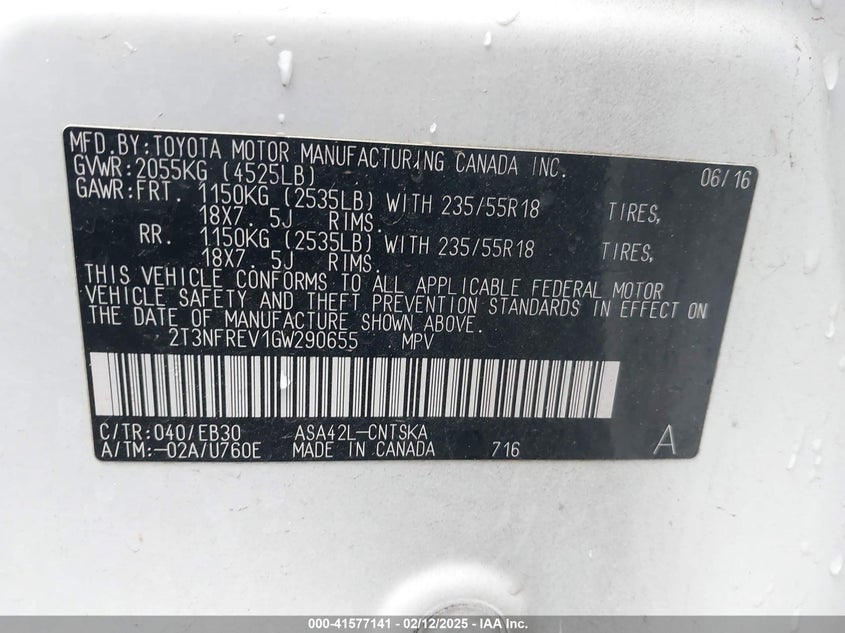 MFD.BY:TOYOTA MOTOR MANUFACTURING CANADA INC.
GVWR:2055KG (4525LB) 06/16
GAWR:FRT. 1150KG (2535LB) WITH 235/55R18 TIRES,
18X7. 5J RIMS.
RR. 1150KG (2535LB) WITH 235/55R18 TIRES,
18X7. 5J RIMS.
THIS VEHICLE CONFORMS TO ALL APPLICABLE FEDERAL MOTOR
VEHICLE SAFETY AND THEFT PREVENTION STANDARDS IN EFFECT ON
THE DATE OF MANUFACTURE SHOWN ABOVE.
2T3NFREV1GW290655 MPV
C/TR:040/EB30 ASA42L-CNTSKA A
A/TM:-02A/U760E MADE IN CANADA 716
000-41577141 - 02/12/2025 - IAA Inc.